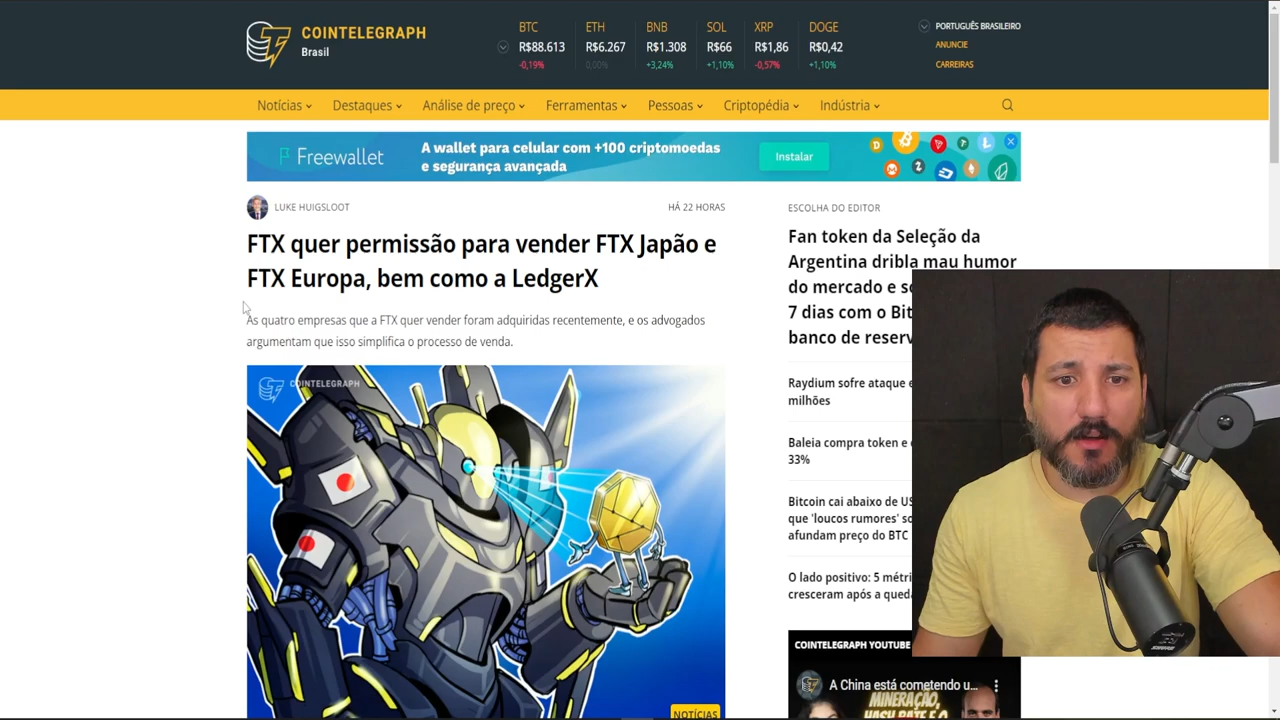 COINTELEGRAPH
Brasil
BTC ETH BNB SOL XRP DOGE
R$88.613 R$6.267 R$1.308 R$66 R$1,86 R$0,42
-0,19% 0,00% +3,24% +1,10% -0,57% +1,10%
PORTUGUÊS BRASILEIRO
ANUNCIE
CARREIRAS
Notícias Destaques Análise de preço Ferramentas Pessoas Criptopédia Indústria
Freewallet
A wallet para celular com +100 criptomoedas
e segurança avançada
Instalar
LUKE HUIGSLOOT
HÁ 22 HORAS
FTX quer permissão para vender FTX Japão e
FTX Europa, bem como a LedgerX
As quatro empresas que a FTX quer vender foram adquiridas recentemente, e os advogados
argumentam que isso simplifica o processo de venda.
COINTELEGRAPH
NOTÍCIAS
ESCOLHA DO EDITOR
Fan token da Seleção da
Argentina dribla mau humor
do mercado e
7 dias com o
banco de
Raydium sofre ataque
milhões
Baleia compra token e
33%
Bitcoin cai abaixo de
que 'loucos rumores'
afundam preço do BTC
O lado positivo: 5
cresceram após a
COINTELEGRAPH YOUTUBE
A China está cometendo u...
MINERAÇÃO,
HASH RATE E O
SHURE